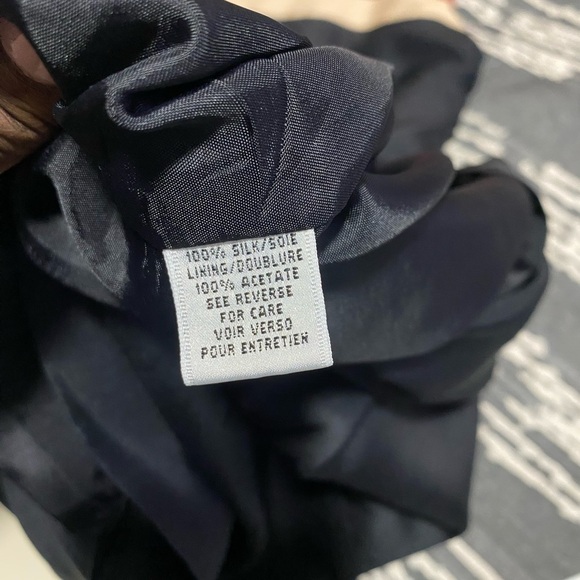 100% SILK/SOIE
LINING/DOUBLURE
100% ACETATE
SEE REVERSE
FOR CARE
VOIR VERSO
POUR ENTRETIEN